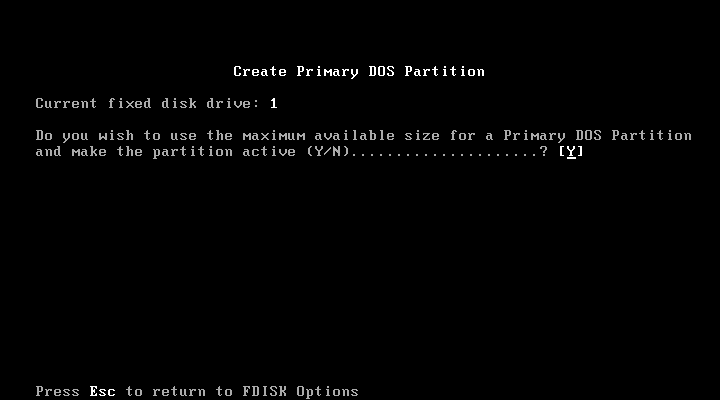 Create Primary DOS Partition
Current fixed disk drive: 1
Do you wish to use the maximum available size for a Primary DOS Partition
and make the partition active (Y/N).....................? [Y]
Press Esc to return to FDISK Options